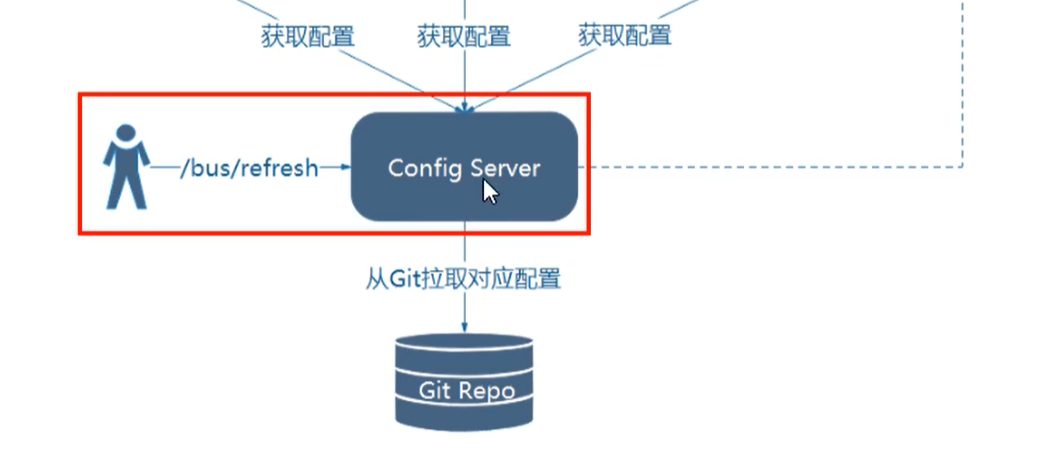 获取配置
获取配置
获取配置
/bus/refresh
Config Server
从Git拉取对应配置
Git Repo